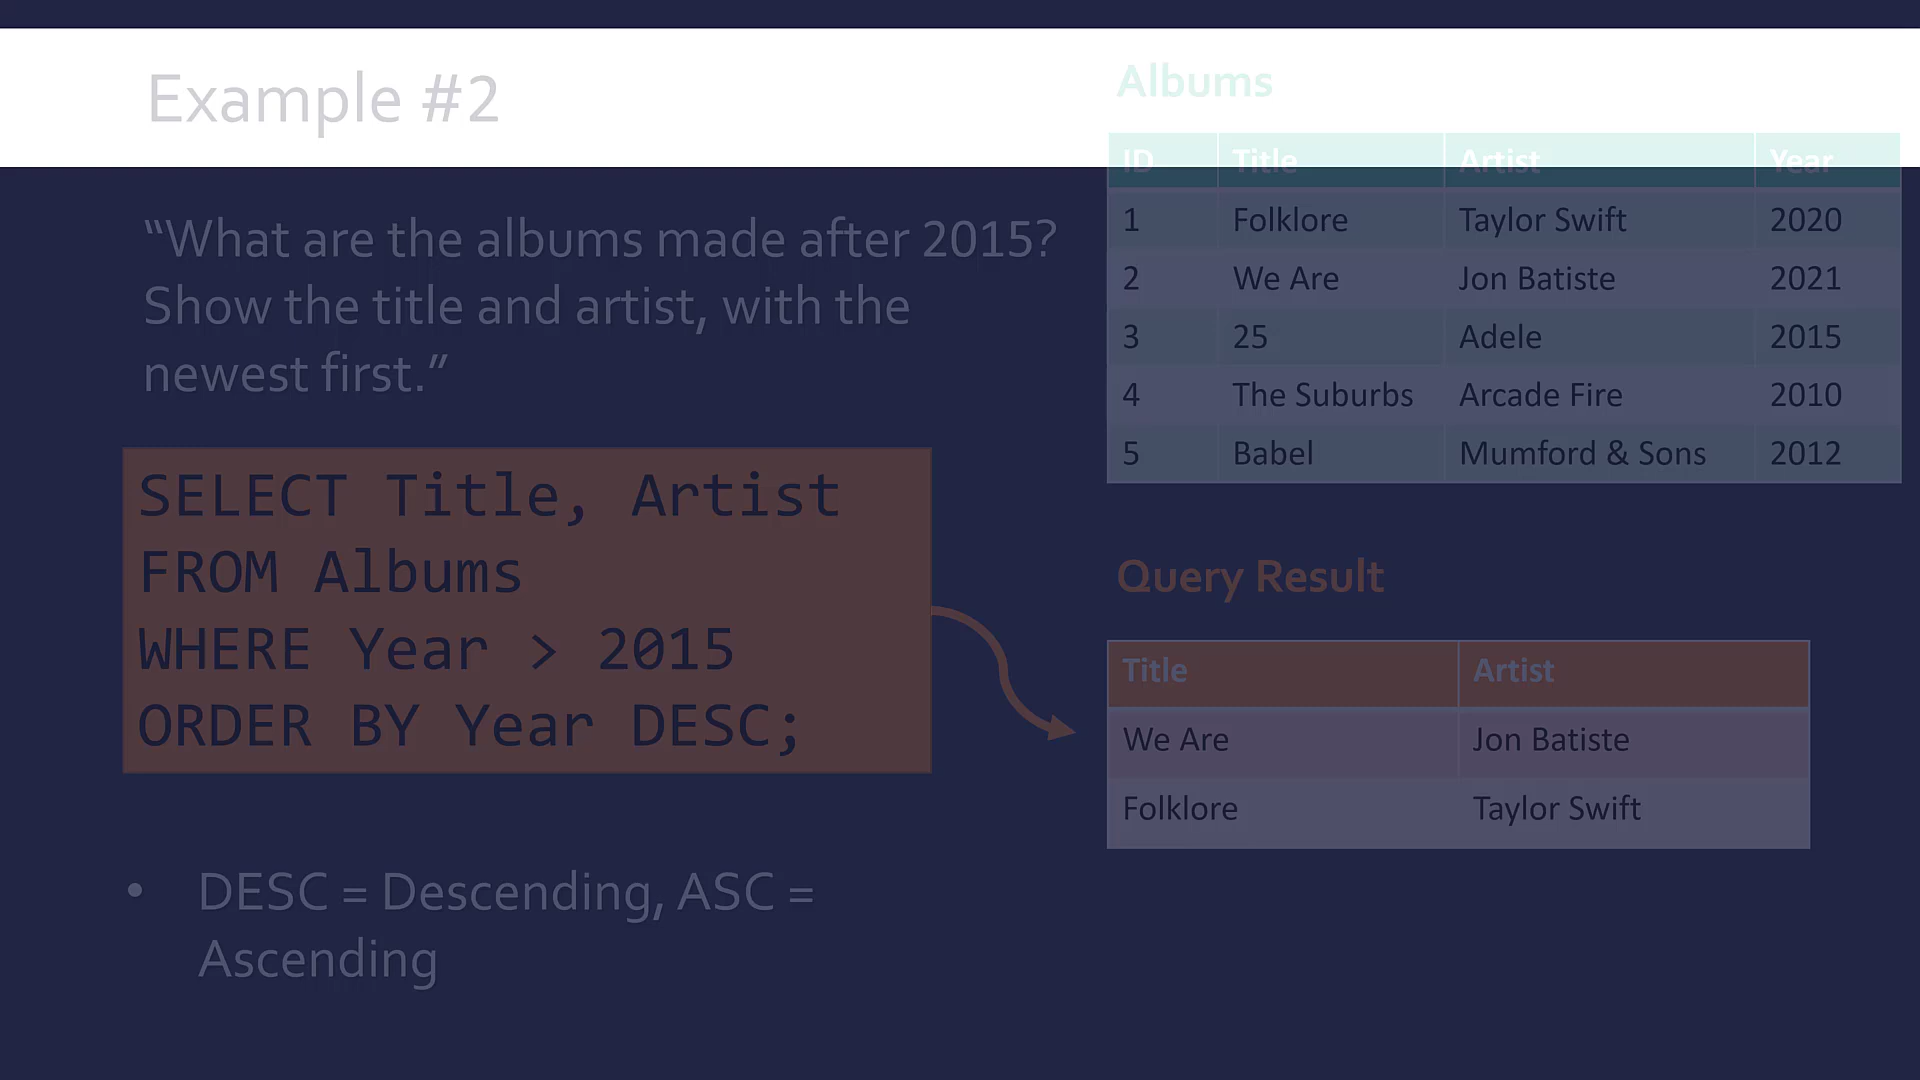 Example #2
“What are the albums made after 2015?
Show the title and artist, with the
newest first.”
SELECT Title, Artist
FROM Albums
WHERE Year > 2015
ORDER BY Year DESC;
• DESC = Descending, ASC =
Ascending
Albums
ID Title Artist Year
1 Folklore Taylor Swift 2020
2 We Are Jon Batiste 2021
3 25 Adele 2015
4 The Suburbs Arcade Fire 2010
5 Babel Mumford & Sons 2012
Query Result
Title Artist
We Are Jon Batiste
Folklore Taylor Swift